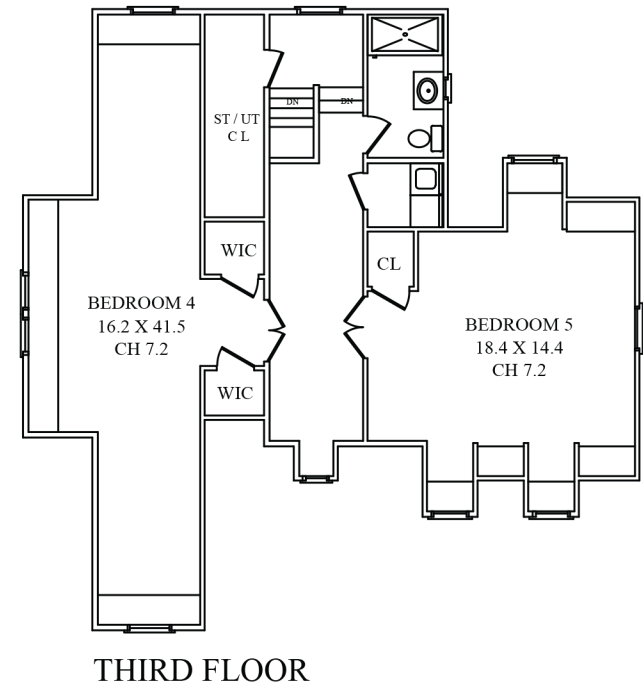 ST / UT
C L
DN
DN
WIC
CL
BEDROOM 4
16.2 X 41.5
CH 7.2
BEDROOM 5
18.4 X 14.4
CH 7.2
WIC
THIRD FLOOR